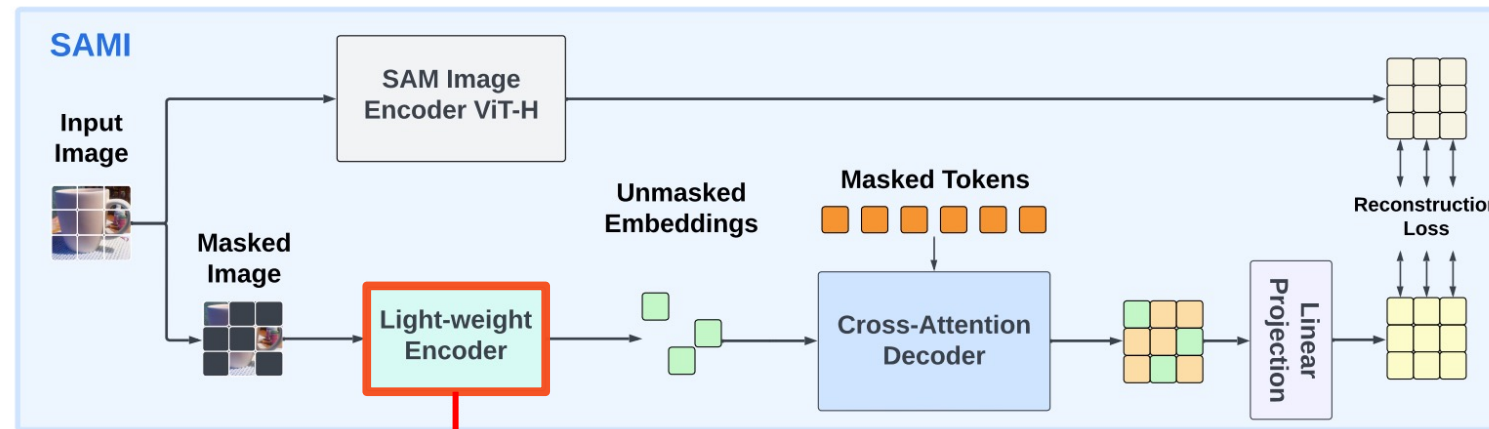 SAMI
SAM Image
Encoder ViT-H
Input
Image
Masked Tokens
Unmasked
Embeddings
Reconstruction
Loss
Masked
Image
Light-weight
Encoder
Cross-Attention
Decoder
Linear
Projection